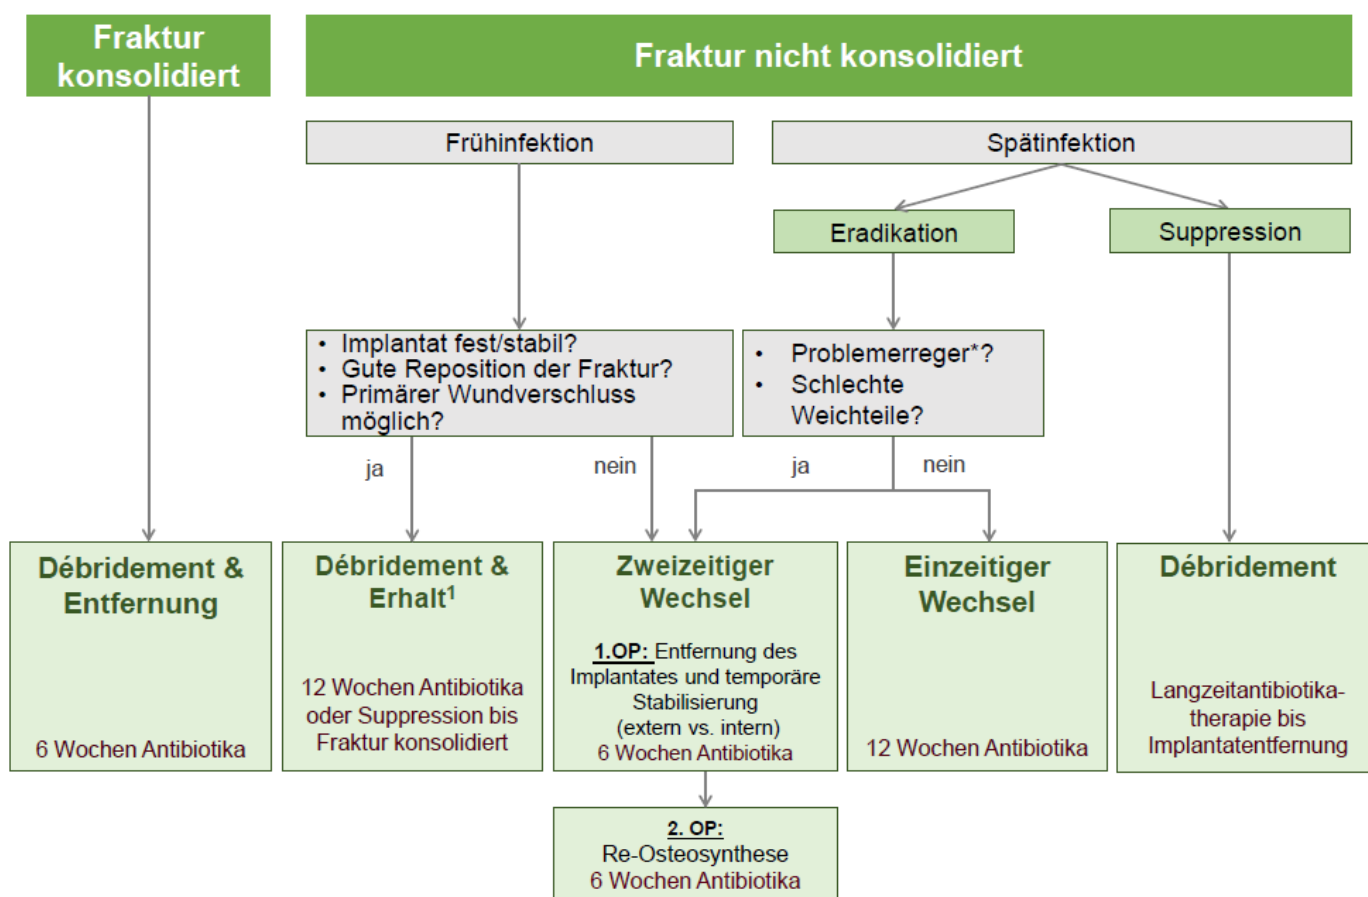 Fraktur
konsolidiert
Fraktur nicht konsolidiert
Frühinfektion
Spätinfektion
Eradikation
Suppression
• Implantat fest/stabil?
• Gute Reposition der Fraktur?
• Primärer Wundverschluss
möglich?
• Problemerreger*?
• Schlechte
Weichteile?
ja
nein
ja
nein
Débridement &
Entfernung
6 Wochen Antibiotika
Débridement &
Erhalt¹
12 Wochen Antibiotika
oder Suppression bis
Fraktur konsolidiert
Zweizeitiger
Wechsel
1.OP: Entfernung des
Implantates und temporäre
Stabilisierung
(extern vs. intern)
6 Wochen Antibiotika
Einzeitiger
Wechsel
12 Wochen Antibiotika
Débridement
Langzeitantibiotika-
therapie bis
Implantatentfernung
2. OP:
Re-Osteosynthese
6 Wochen Antibiotika